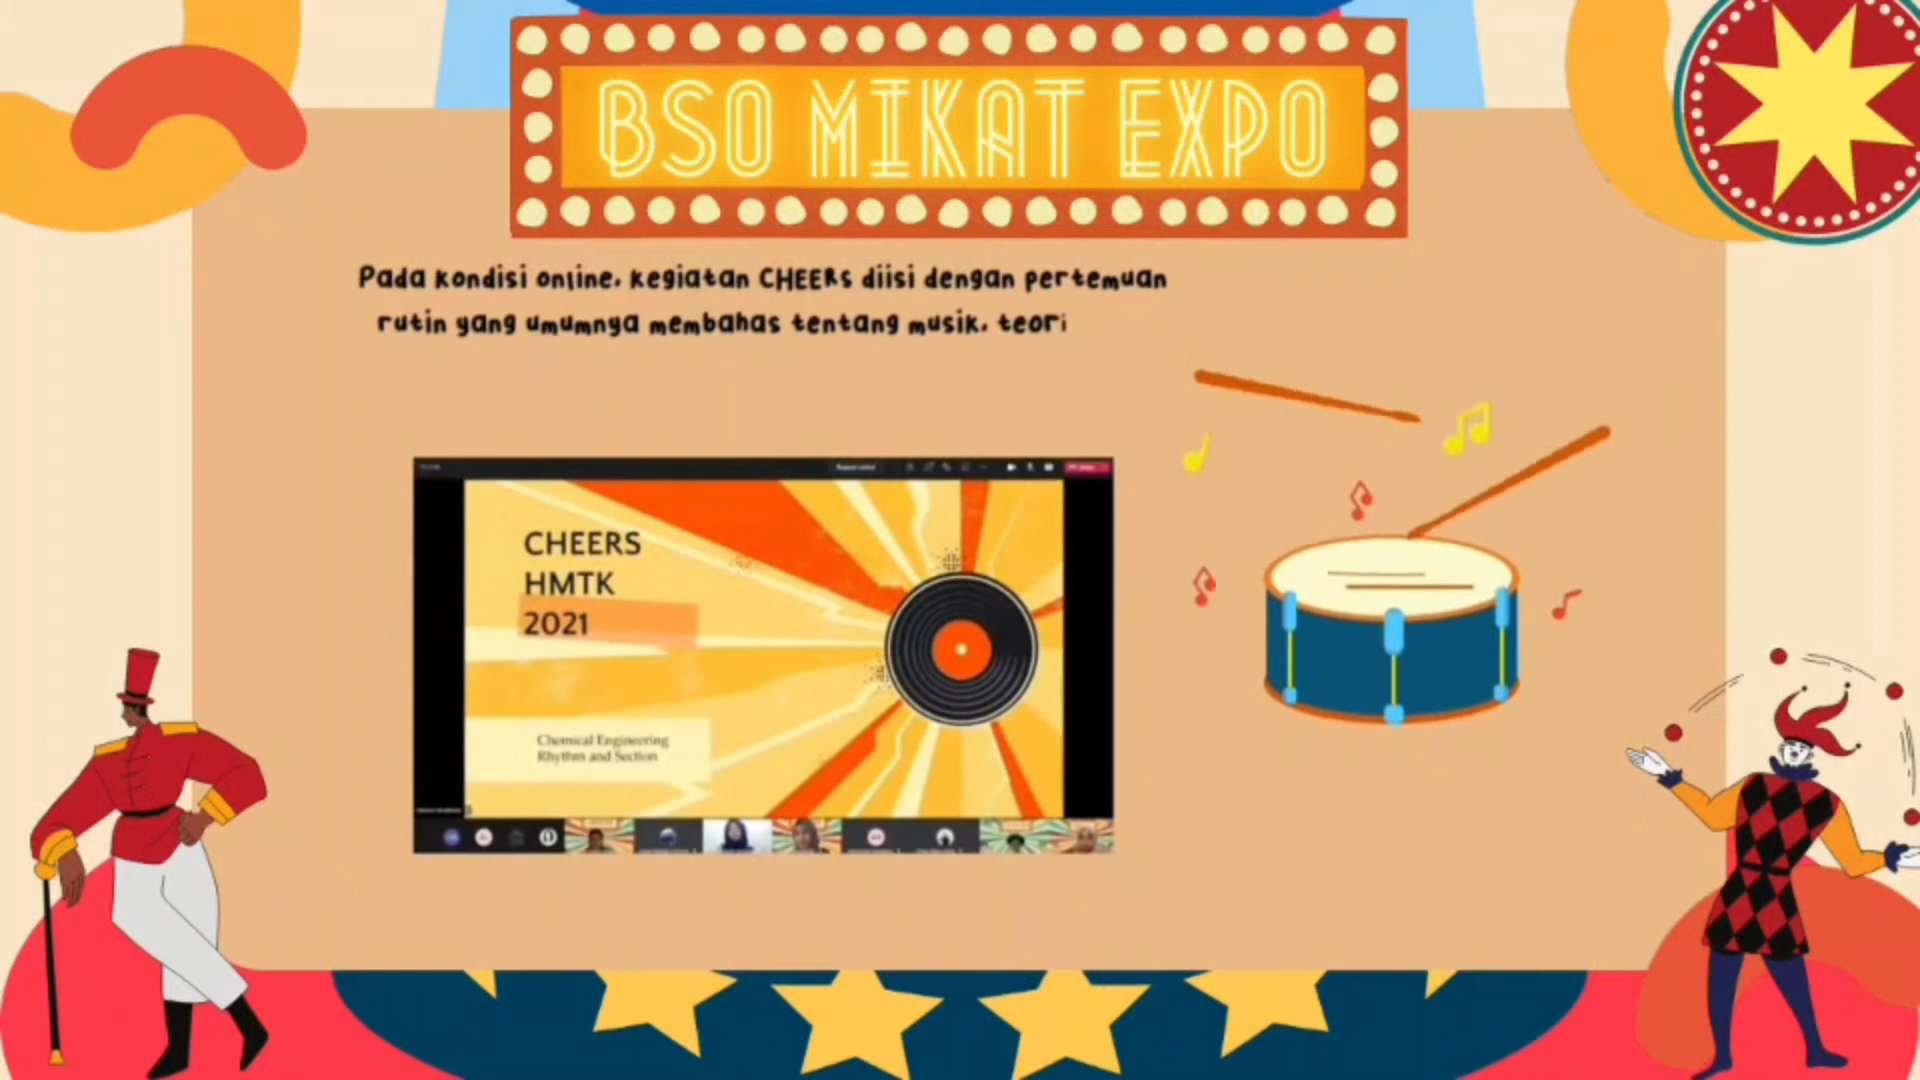 BSO MIKAT EXPO
Pada kondisi online, kegiatan CHEERs diisi dengan pertemuan
rutin yang umumnya membahas tentang musik, teori
CHEERS
HMTK
2021
Chemical Engineering
Rhythm and Section